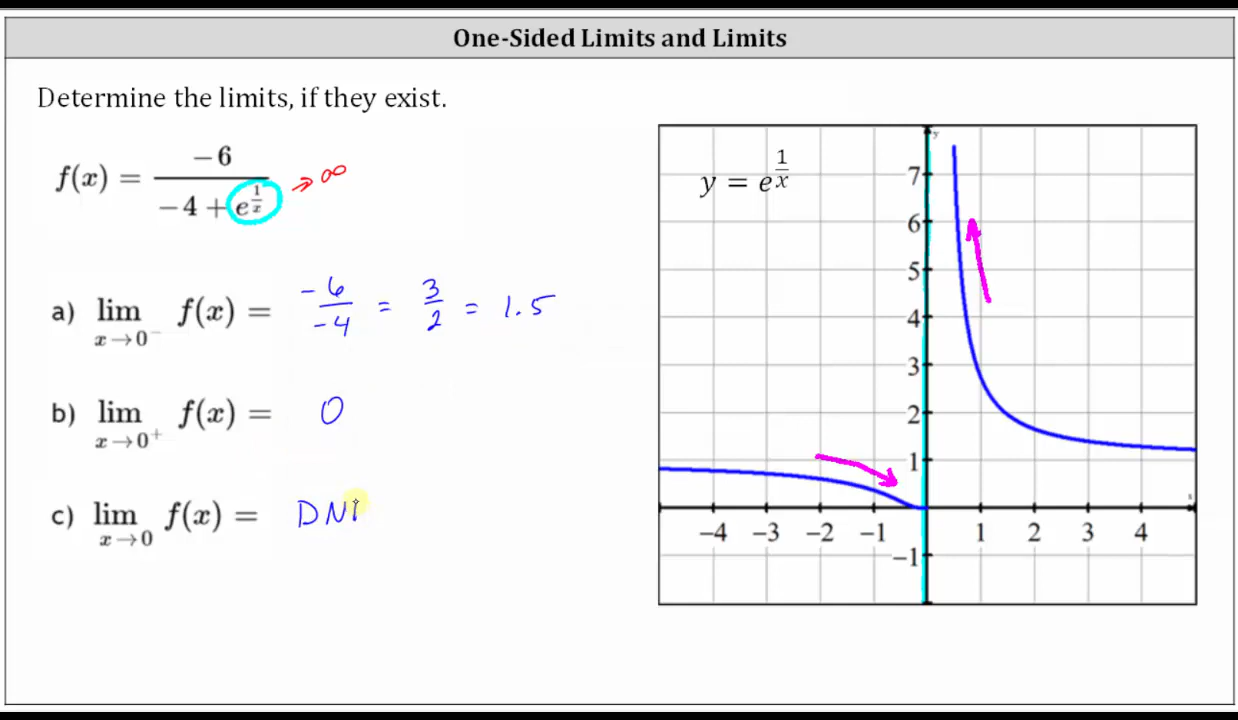 One-Sided Limits and Limits
Determine the limits, if they exist.
f(x) = -6 / (-4 + e^(1/x)) → ∞
a) lim x→0⁻ f(x) = -6/-4 = 3/2 = 1.5
b) lim x→0⁺ f(x) = 0
c) lim x→0 f(x) = DN
y = e^(1/x)
y
7
6
5
4
3
2
1
-4 -3 -2 -1 1 2 3 4
-1